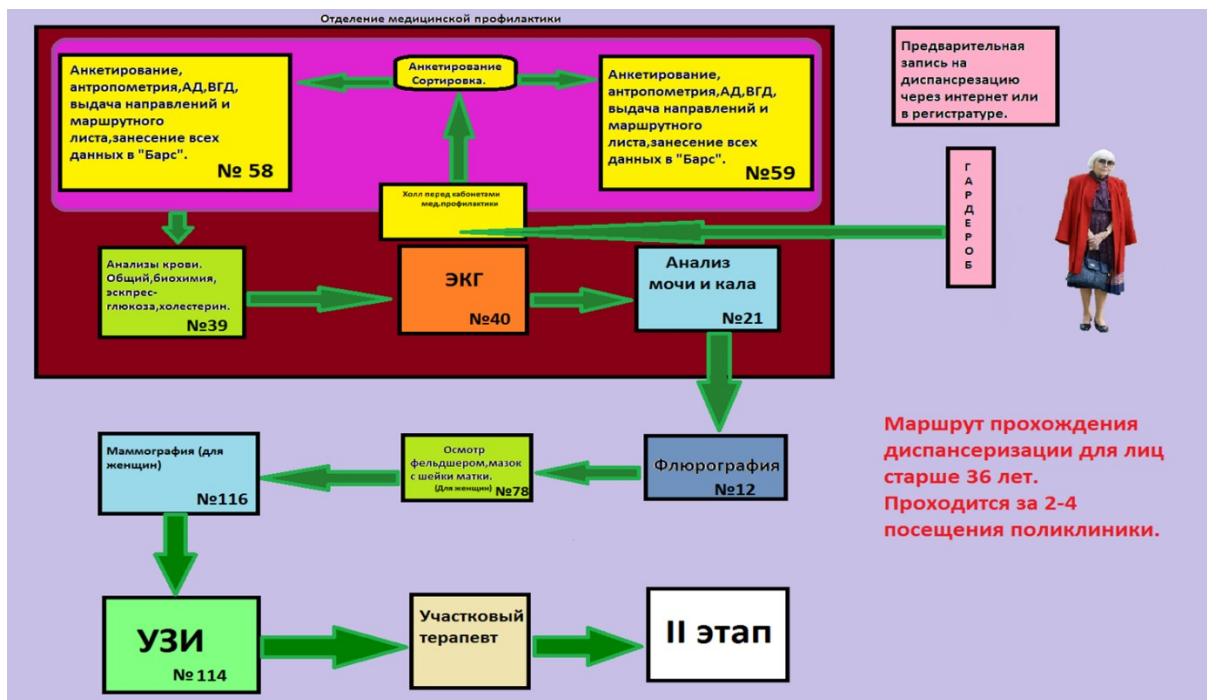 Отделение медицинской профилактики
Анкетирование,
антропометрия,АД,ВГД,
выдача направлений и
маршрутного
листа,занесение всех
данных в "Барс".
№ 58
Анкетирование
Сортировка.
Анкетирование,
антропометрия,АД,ВГД,
выдача направлений и
маршрутного
листа,занесение всех
данных в "Барс".
№59
Предварительная
запись на
диспансрезацию
через интернет или
в регистратуре.
Холл перед кабонетами
мед.профилактики
Г
А
Р
Д
Е
Р
О
Б
Анализы крови.
Общий,биохимия,
эскпрес-
глюкоза,холестерин.
№39
ЭКГ
№40
Анализ
мочи и кала
№21
Маммография (для
женщин)
№116
Осмотр
фельдшером,мазок
с шейки матки.
(Для женщин) №78
Флюрография
№12
Маршрут прохождения
диспансеризации для лиц
старше 36 лет.
Проходится за 2-4
посещения поликлиники.
УЗИ
№ 114
Участковый
терапевт
II этап